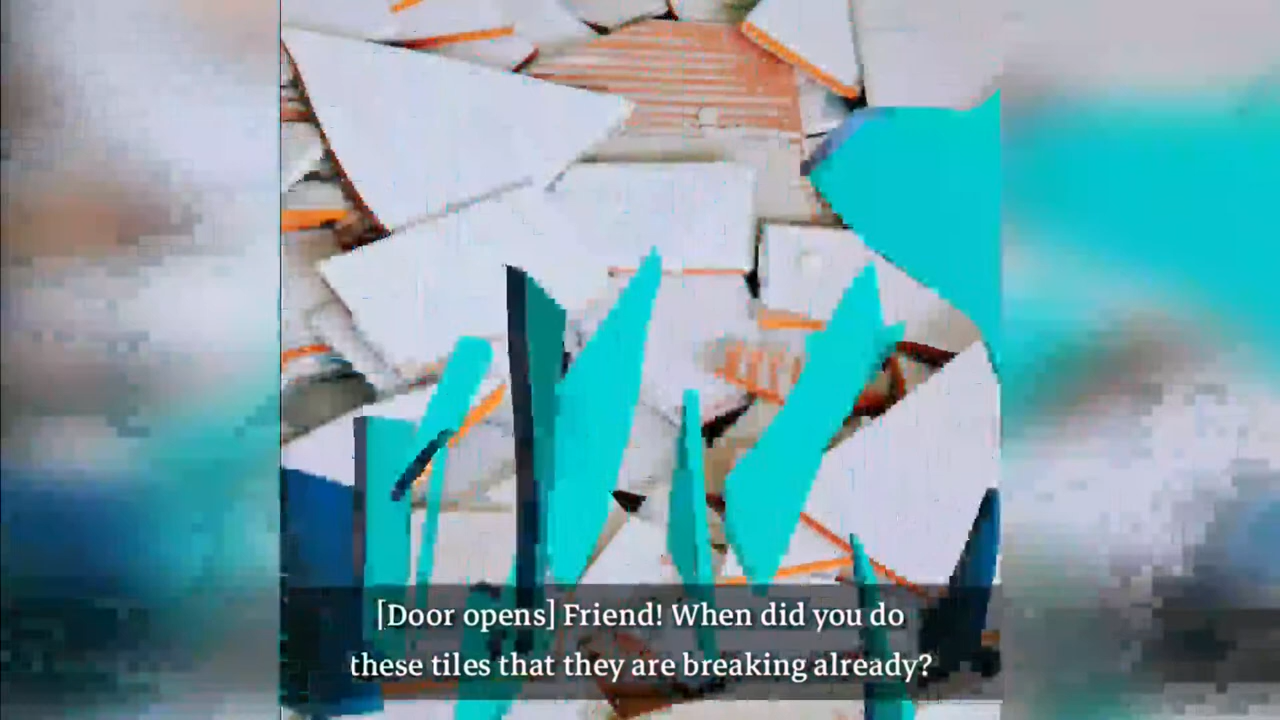 [Door opens] Friend! When did you do
these tiles that they are breaking already?